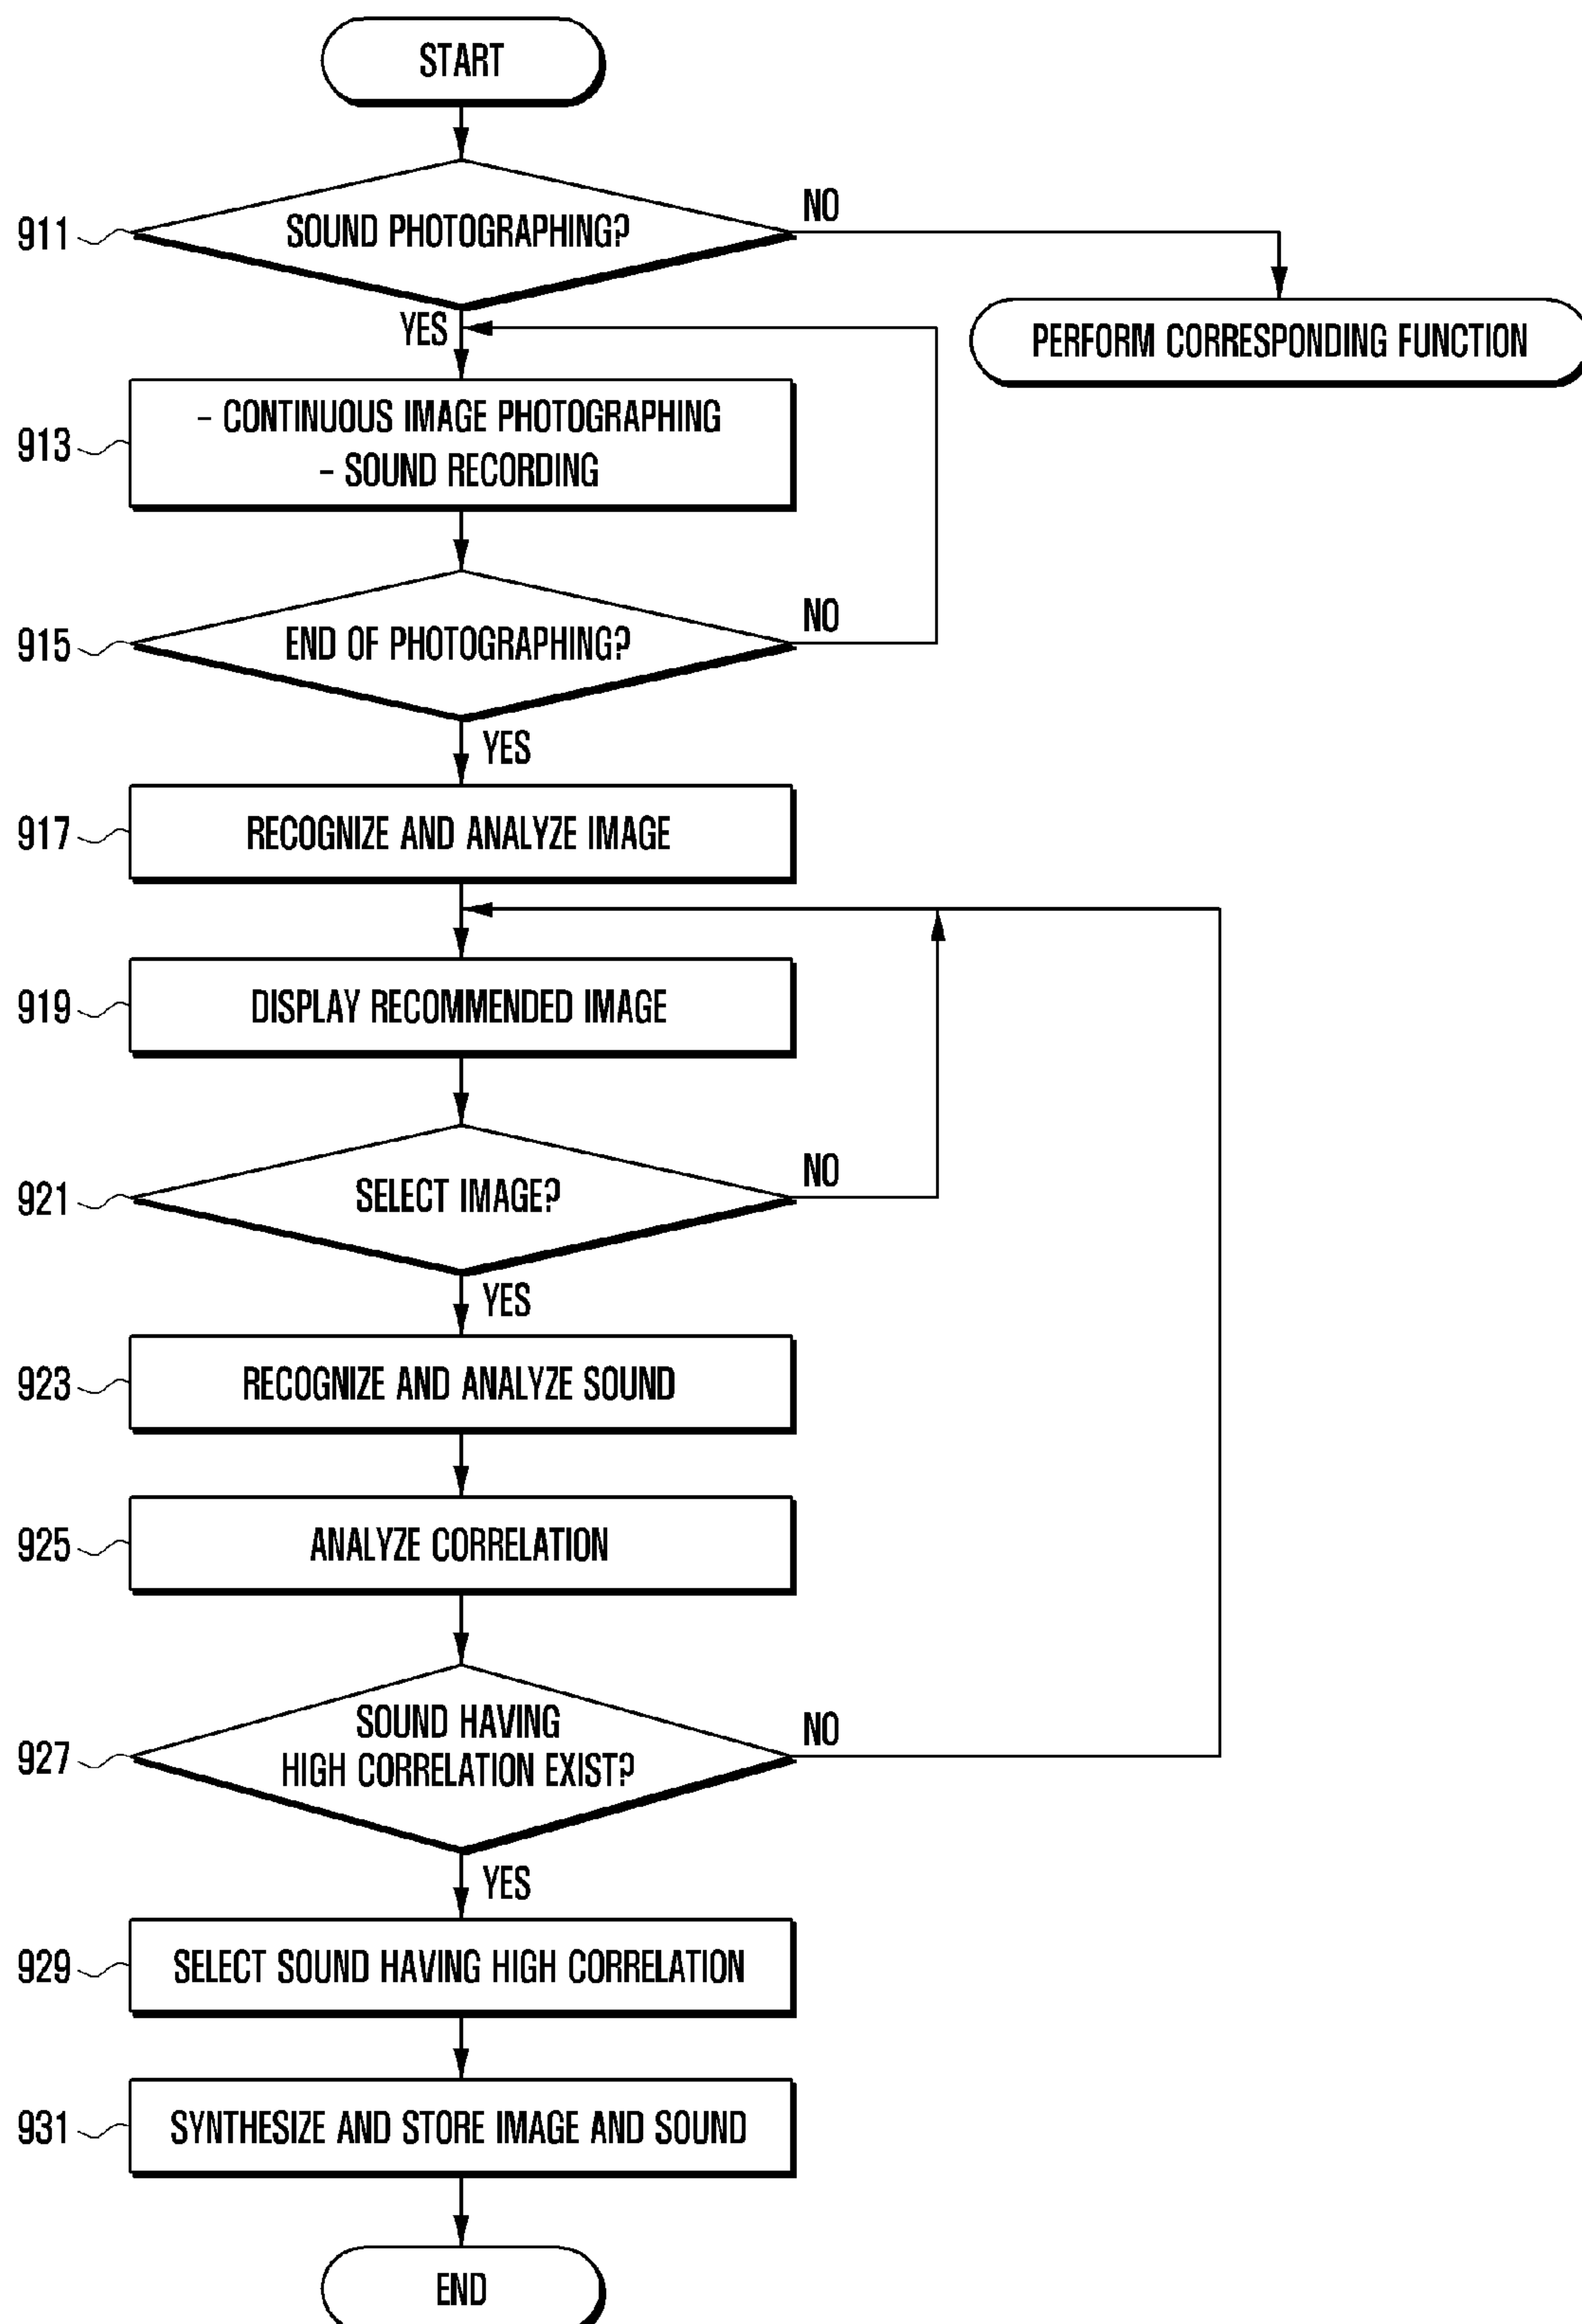 START
911
SOUND PHOTOGRAPHING?
NO
PERFORM CORRESPONDING FUNCTION
YES
913
– CONTINUOUS IMAGE PHOTOGRAPHING
– SOUND RECORDING
915
END OF PHOTOGRAPHING?
NO
YES
917
RECOGNIZE AND ANALYZE IMAGE
919
DISPLAY RECOMMENDED IMAGE
921
SELECT IMAGE?
NO
YES
923
RECOGNIZE AND ANALYZE SOUND
925
ANALYZE CORRELATION
927
SOUND HAVING
HIGH CORRELATION EXIST?
NO
YES
929
SELECT SOUND HAVING HIGH CORRELATION
931
SYNTHESIZE AND STORE IMAGE AND SOUND
END